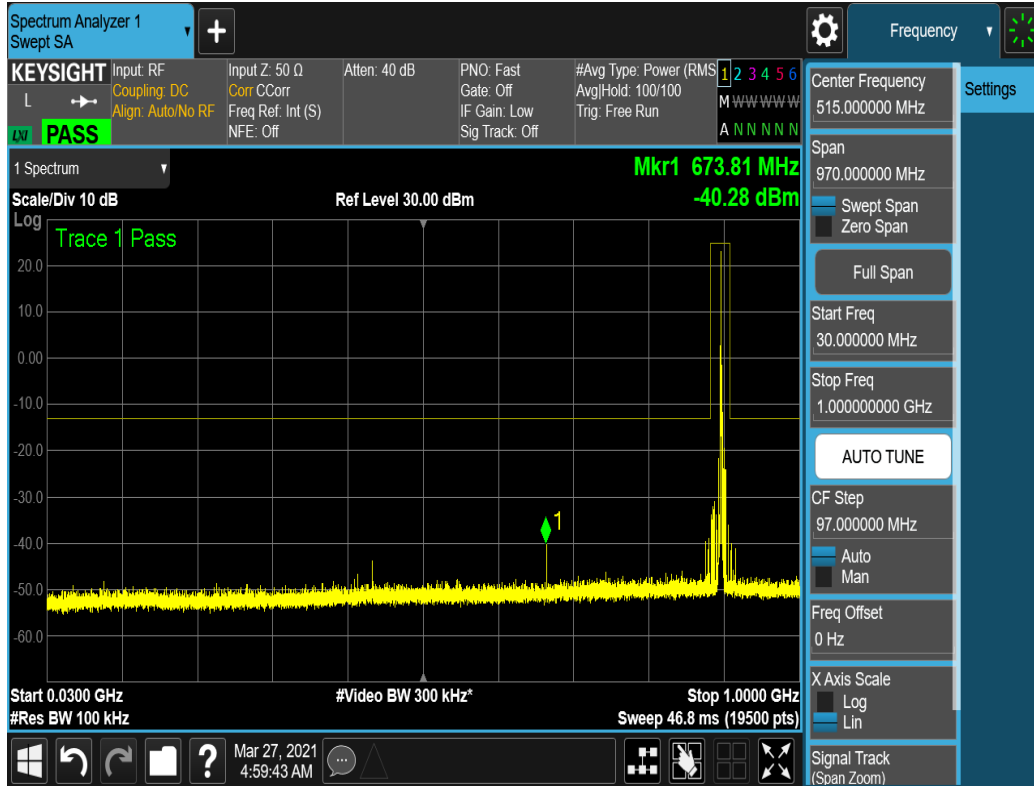 Spectrum Analyzer 1
Swept SA
+
Frequency
KEYSIGHT
L
LXI
PASS
Input: RF
Coupling: DC
Align: Auto/No RF
Input Z: 50 Ω
Corr CCorr
Freq Ref: Int (S)
NFE: Off
Atten: 40 dB
PNO: Fast
Gate: Off
IF Gain: Low
Sig Track: Off
#Avg Type: Power (RMS
Avg|Hold: 100/100
Trig: Free Run
1 2 3 4 5 6
M W W W W W
A N N N N N
1 Spectrum
Mkr1 673.81 MHz
Scale/Div 10 dB
Ref Level 30.00 dBm
-40.28 dBm
Log
Trace 1 Pass
20.0
10.0
0.00
-10.0
-20.0
-30.0
1
-40.0
-50.0
-60.0
Start 0.0300 GHz
#Video BW 300 kHz*
Stop 1.0000 GHz
#Res BW 100 kHz
Sweep 46.8 ms (19500 pts)
?
Mar 27, 2021
4:59:43 AM
Center Frequency
515.000000 MHz
Settings
Span
970.000000 MHz
Swept Span
Zero Span
Full Span
Start Freq
30.000000 MHz
Stop Freq
1.000000000 GHz
AUTO TUNE
CF Step
97.000000 MHz
Auto
Man
Freq Offset
0 Hz
X Axis Scale
Log
Lin
Signal Track
(Span Zoom)